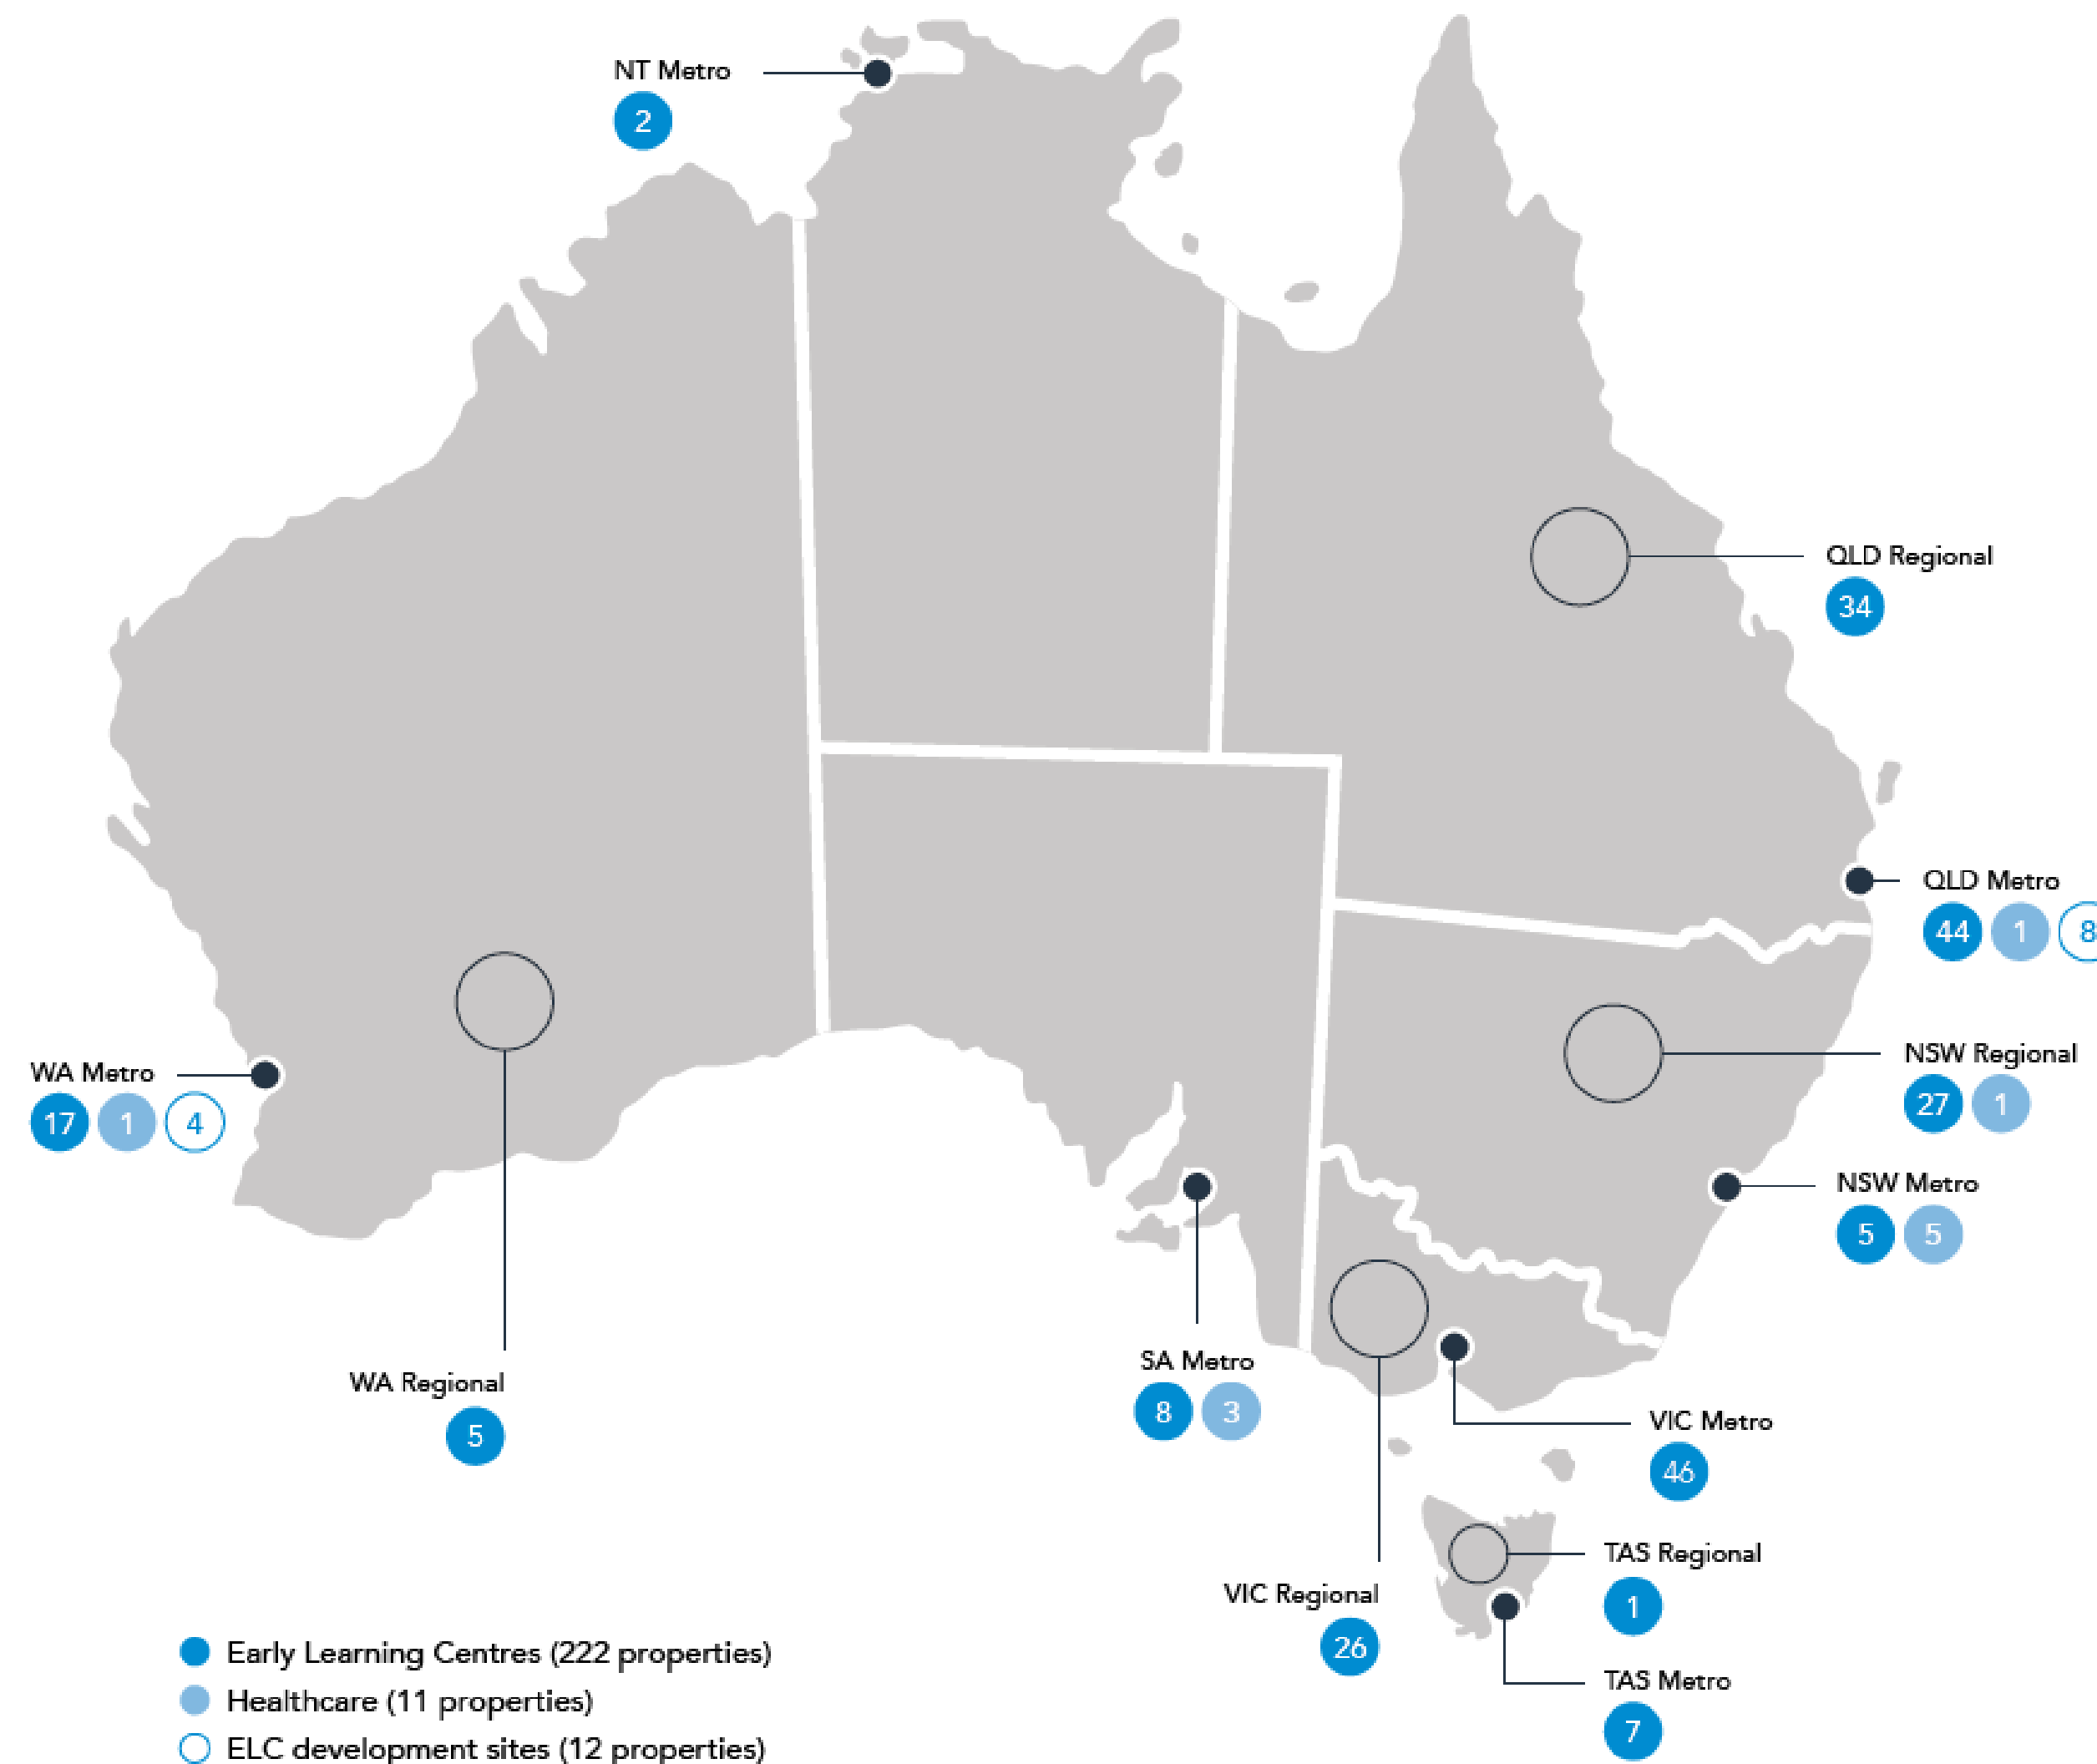 NT Metro
2
QLD Regional
34
QLD Metro
44 1 8
NSW Regional
27 1
WA Metro
17 1 4
NSW Metro
5 5
SA Metro
8 3
WA Regional
5
VIC Metro
46
TAS Regional
1
VIC Regional
26
TAS Metro
7
Early Learning Centres (222 properties)
Healthcare (11 properties)
ELC development sites (12 properties)